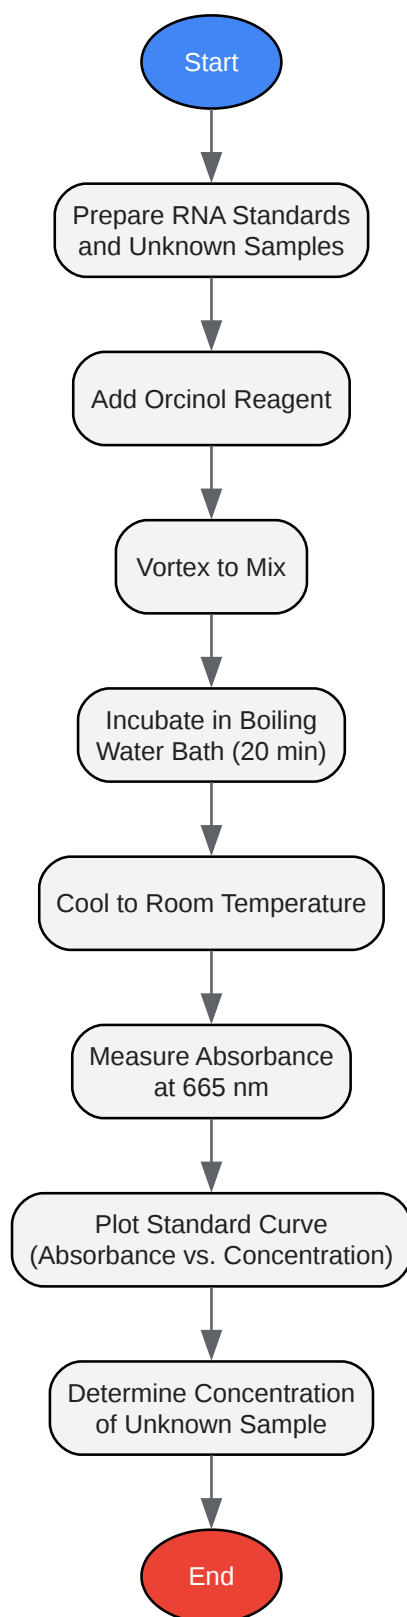 Start
Prepare RNA Standards
and Unknown Samples
Add Orcinol Reagent
Vortex to Mix
Incubate in Boiling
Water Bath (20 min)
Cool to Room Temperature
Measure Absorbance
at 665 nm
Plot Standard Curve
(Absorbance vs. Concentration)
Determine Concentration
of Unknown Sample
End